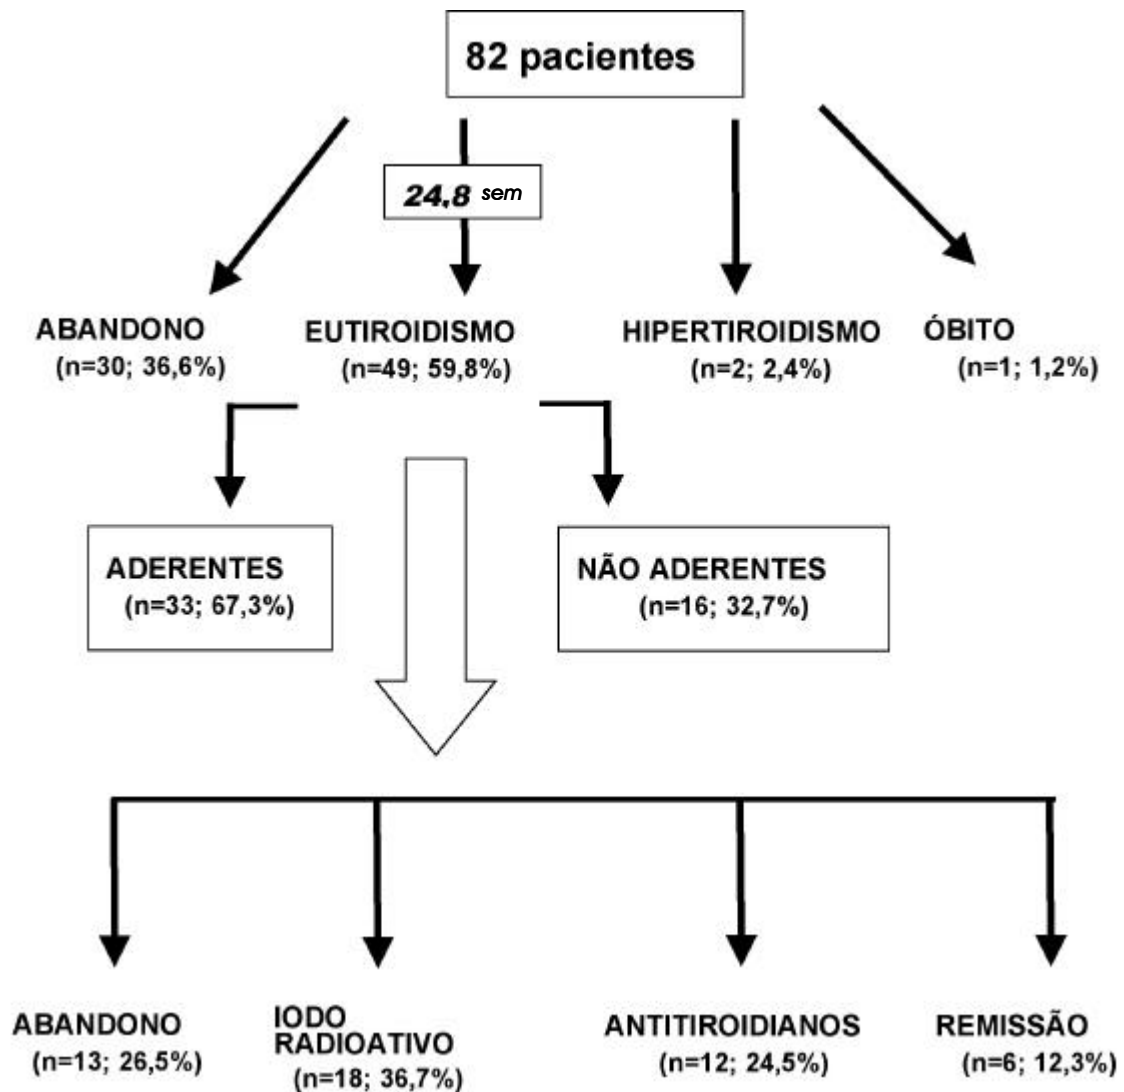 82 pacientes
24,8 sem
ABANDONO
(n=30; 36,6%)
EUTIROIDISMO
(n=49; 59,8%)
HIPERTIROIDISMO
(n=2; 2,4%)
ÓBITO
(n=1; 1,2%)
ADERENTES
(n=33; 67,3%)
NÃO ADERENTES
(n=16; 32,7%)
ABANDONO
(n=13; 26,5%)
IODO
RADIOATIVO
(n=18; 36,7%)
ANTITIROIDIANOS
(n=12; 24,5%)
REMISSÃO
(n=6; 12,3%)